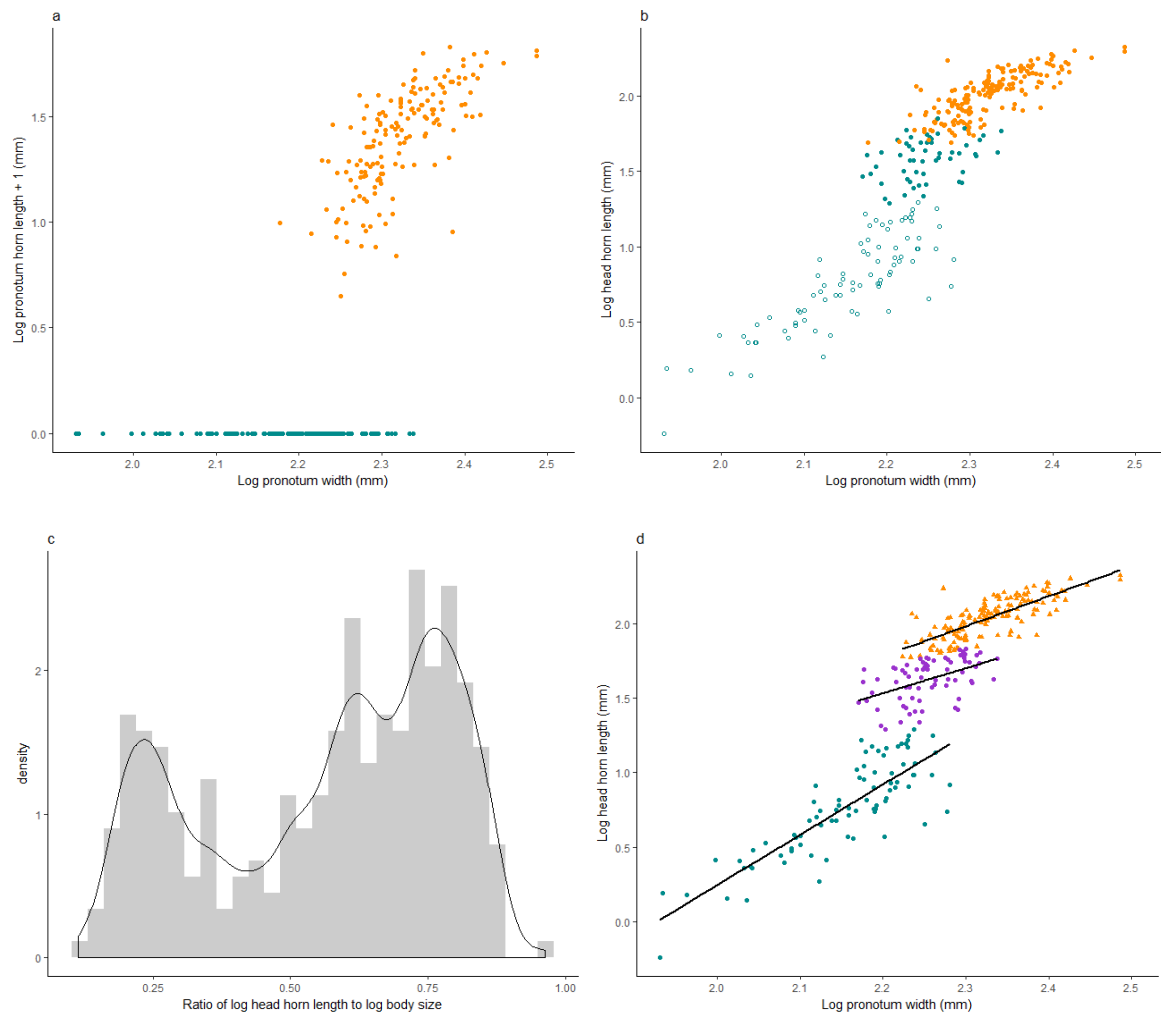 a
Log pronotum horn length + 1 (mm)
1.5
1.0
0.5
0.0
2.0 2.1 2.2 2.3 2.4 2.5
Log pronotum width (mm)
b
Log head horn length (mm)
2.0
1.5
1.0
0.5
0.0
2.0 2.1 2.2 2.3 2.4 2.5
Log pronotum width (mm)
c
density
2
1
0
0.25 0.50 0.75 1.00
Ratio of log head horn length to log body size
d
Log head horn length (mm)
2.0
1.5
1.0
0.5
0.0
2.0 2.1 2.2 2.3 2.4 2.5
Log pronotum width (mm)